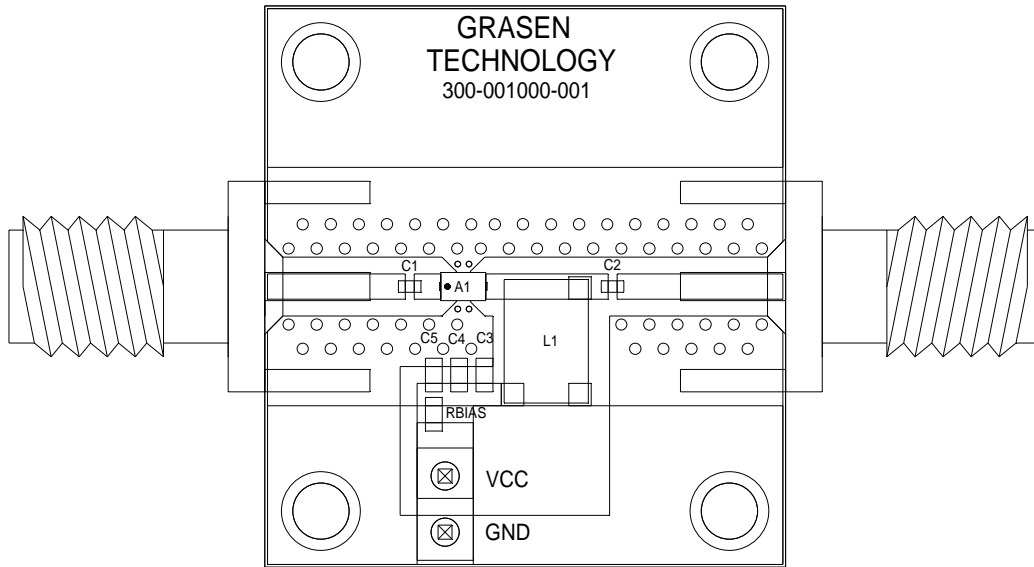 GRASEN
TECHNOLOGY
300-001000-001
C1
C2
A1
C5 C4 C3
L1
RBIAS
VCC
GND